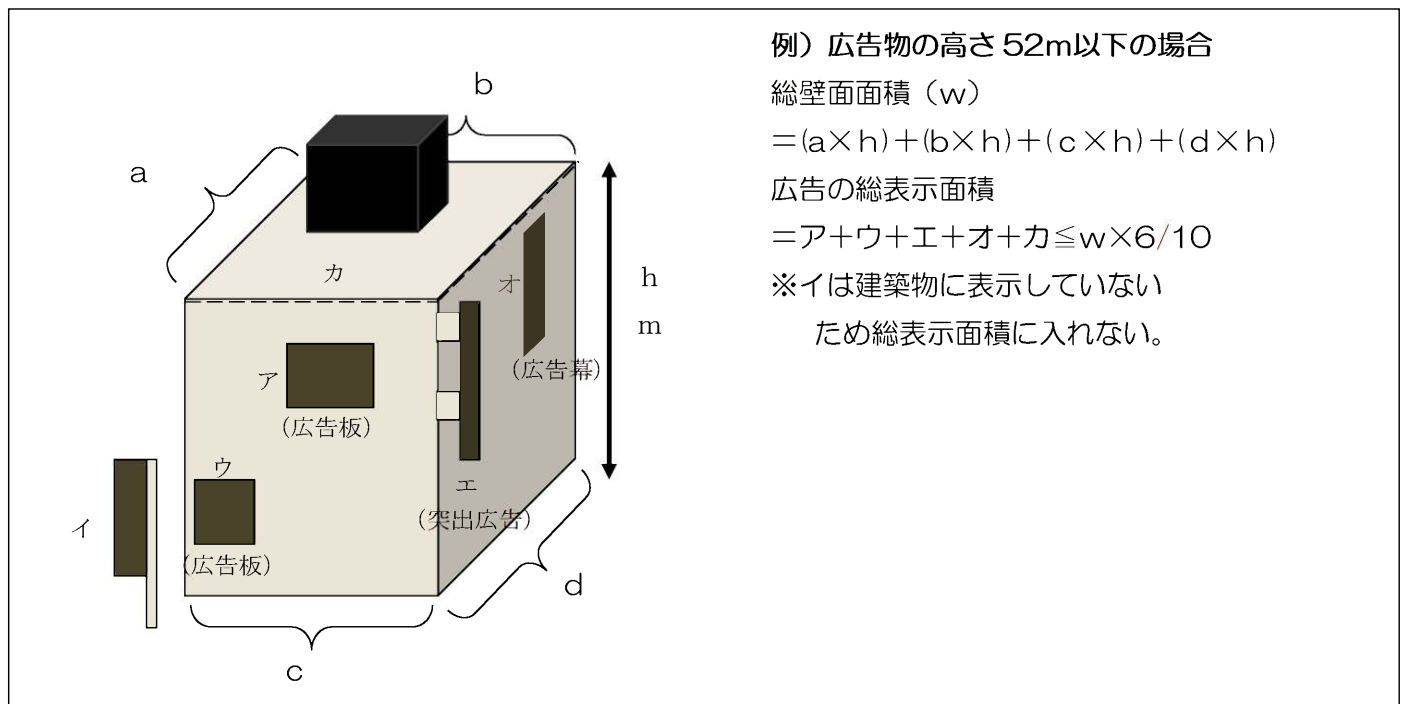 例）広告物の高さ52m以下の場合
総壁面面積（w）
＝(a×h)+(b×h)+(c×h)+(d×h)
広告の総表示面積
＝ア＋ウ＋エ＋オ＋カ≦w×6/10
※イは建築物に表示していない
ため総表示面積に入れない。
b
a
カ
オ
h
m
(広告幕)
ア
(広告板)
ウ
エ
(突出広告)
イ
(広告板)
d
c